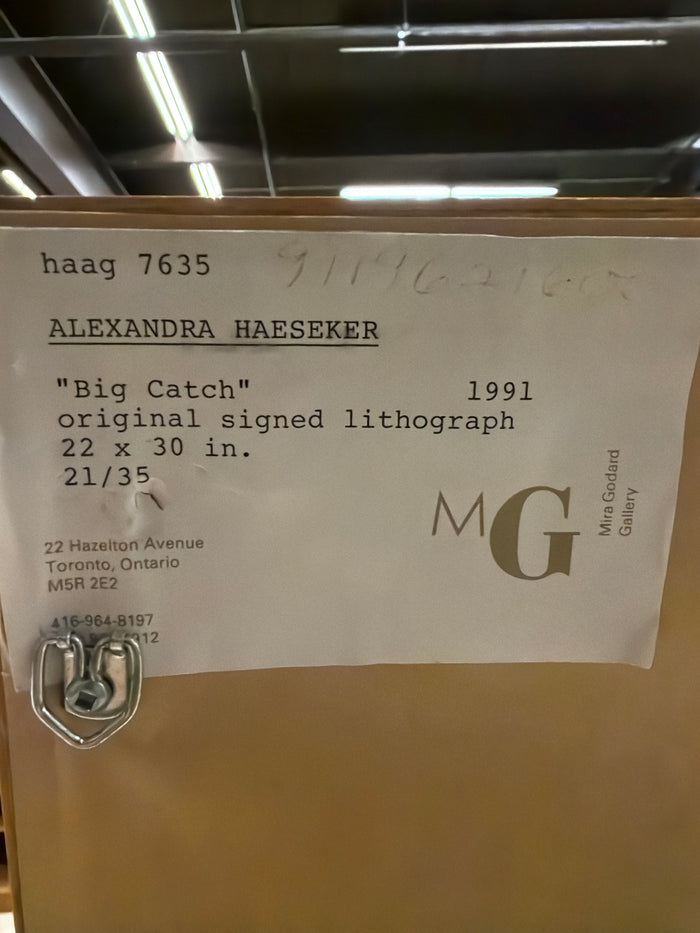 haag 7635
ALEXANDRA HAESEKER
"Big Catch" 1991
original signed lithograph
22 x 30 in.
21/35
MG
Mira Godard
Gallery
22 Hazelton Avenue
Toronto, Ontario
M5R 2E2
416-964-8197